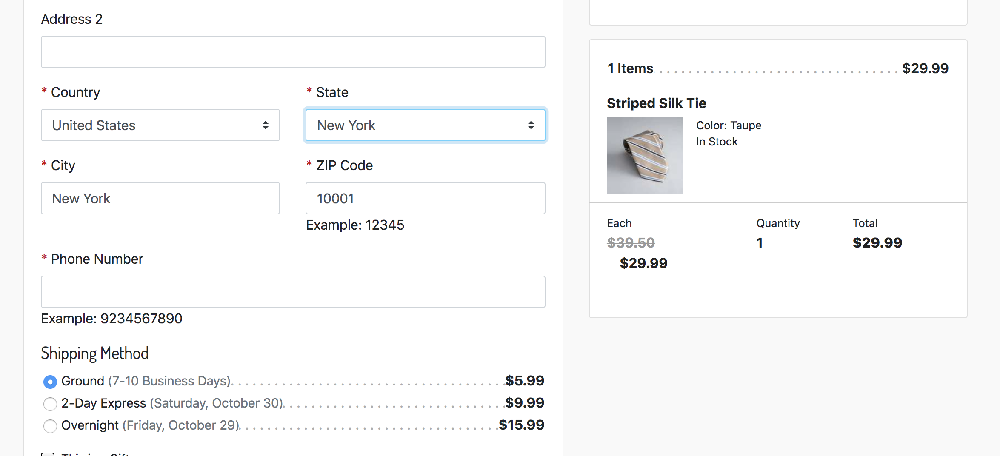 Address 2
* Country
* State
United States
New York
* City
* ZIP Code
New York
10001
Example: 12345
* Phone Number
Example: 9234567890
Shipping Method
Ground (7-10 Business Days) $5.99
2-Day Express (Saturday, October 30) $9.99
Overnight (Friday, October 29) $15.99
1 Items $29.99
Striped Silk Tie
Color: Taupe
In Stock
Each Quantity Total
$39.50 1 $29.99
$29.99